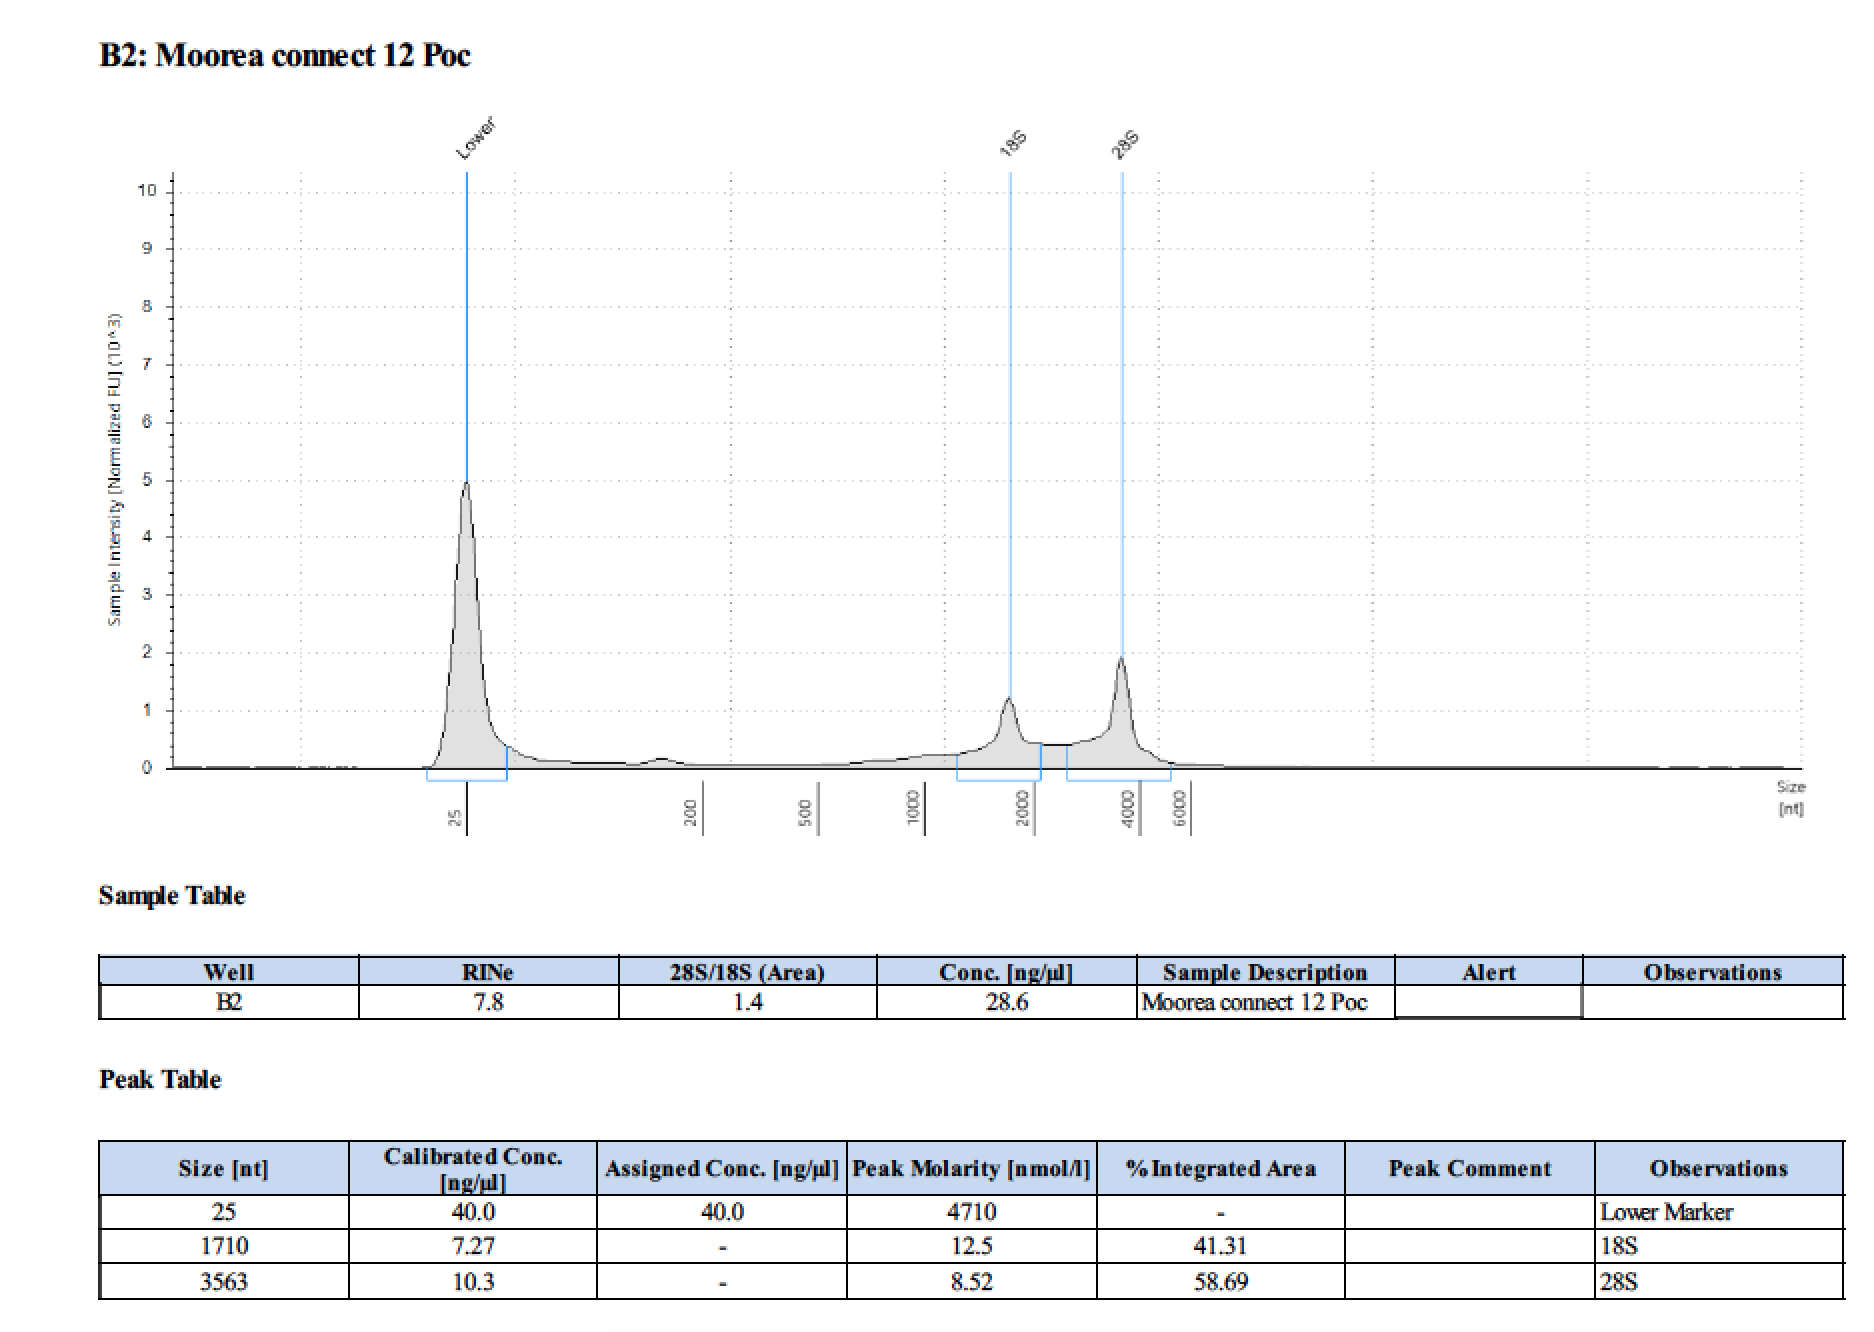 B2: Moorea connect 12 Poc
Lower 18S 28S
Sample Intensity [Normalized FU] (10^3)
10
9
8
7
6
5
4
3
2
1
0
25 200 500 1000 2000 4000 6000
Size
[nt]
Sample Table
Well RINe 28S/18S (Area) Conc. [ng/µl] Sample Description Alert Observations
B2 7.8 1.4 28.6 Moorea connect 12 Poc
Peak Table
Size [nt] Calibrated Conc. [ng/µl] Assigned Conc. [ng/µl] Peak Molarity [nmol/l] % Integrated Area Peak Comment Observations
25 40.0 40.0 4710 - Lower Marker
1710 7.27 - 12.5 41.31 18S
3563 10.3 - 8.52 58.69 28S